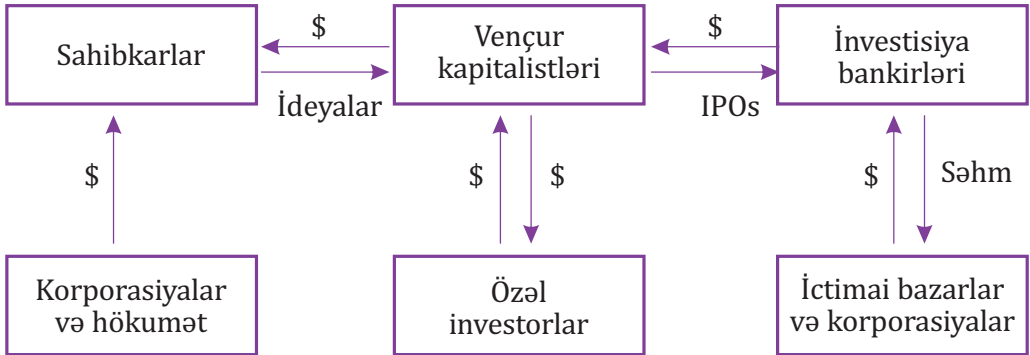 $
$
Sahibkarlar
Vençur
kapitalistləri
İnvestisiya
bankirləri
İdeyalar
IPOs
$
$
$
$
Səhm
Korporasiyalar
və hökumət
Özəl
investorlar
İctimai bazarlar
və korporasiyalar